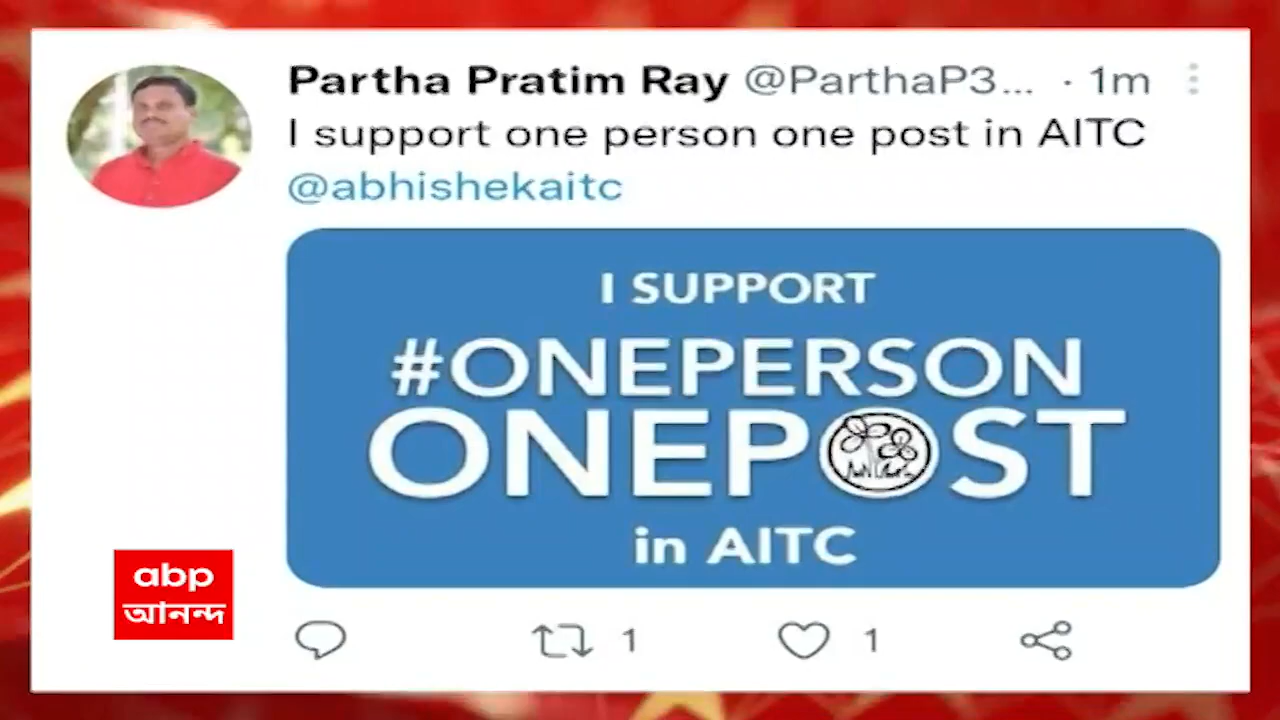 Partha Pratim Ray @ParthaP3... · 1m
I support one person one post in AITC
@abhishekaitc
I SUPPORT
#ONEPERSON
ONEPOST
in AITC
1 1
abp
আনন্দ